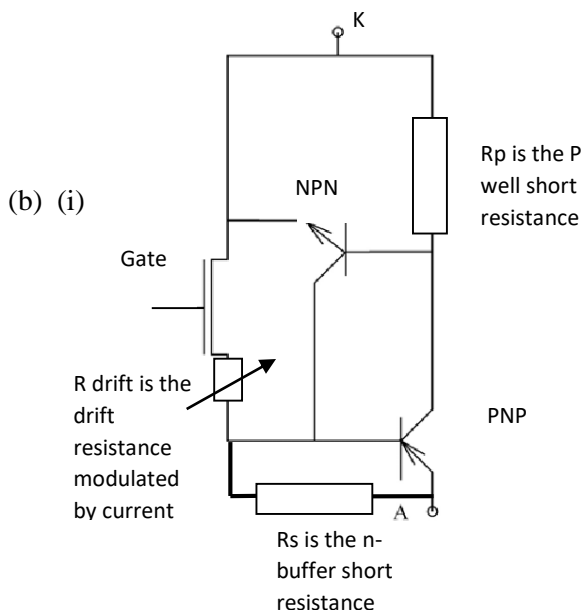 K
Rp is the P
well short
resistance
NPN
(b) (i)
Gate
R drift is the
drift
resistance
modulated
by current
PNP
A
Rs is the n-
buffer short
resistance